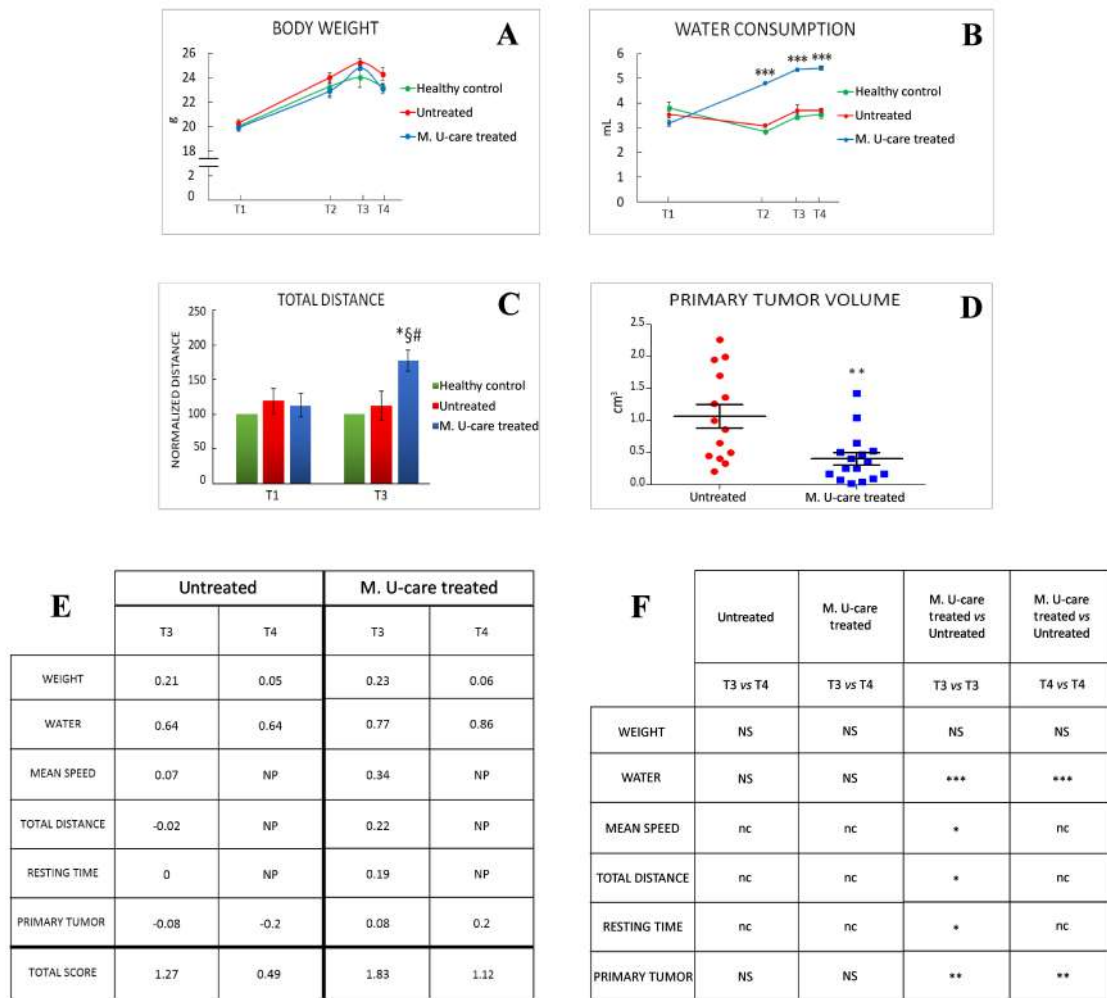 BODY WEIGHT
A
26
24
22
20
18
2
0
g
T1 T2 T3 T4
Healthy control
Untreated
M. U-care treated
WATER CONSUMPTION
B
6
5
4
3
2
1
0
mL
*** *** ***
T1 T2 T3 T4
Healthy control
Untreated
M. U-care treated
TOTAL DISTANCE
C
250
200
150
100
50
0
NORMALIZED DISTANCE
*§#
T1 T3
Healthy control
Untreated
M. U-care treated
PRIMARY TUMOR VOLUME
D
2.5
2.0
1.5
1.0
0.5
0.0
cm³
**
Untreated M. U-care treated
E
Untreated M. U-care treated
T3 T4 T3 T4
WEIGHT 0.21 0.05 0.23 0.06
WATER 0.64 0.64 0.77 0.86
MEAN SPEED 0.07 NP 0.34 NP
TOTAL DISTANCE -0.02 NP 0.22 NP
RESTING TIME 0 NP 0.19 NP
PRIMARY TUMOR -0.08 -0.2 0.08 0.2
TOTAL SCORE 1.27 0.49 1.83 1.12
F
Untreated
M. U-care
treated
M. U-care
treated vs
Untreated
M. U-care
treated vs
Untreated
T3 vs T4 T3 vs T4 T3 vs T3 T4 vs T4
WEIGHT NS NS NS NS
WATER NS NS *** ***
MEAN SPEED nc nc * nc
TOTAL DISTANCE nc nc * nc
RESTING TIME nc nc * nc
PRIMARY TUMOR NS NS ** **